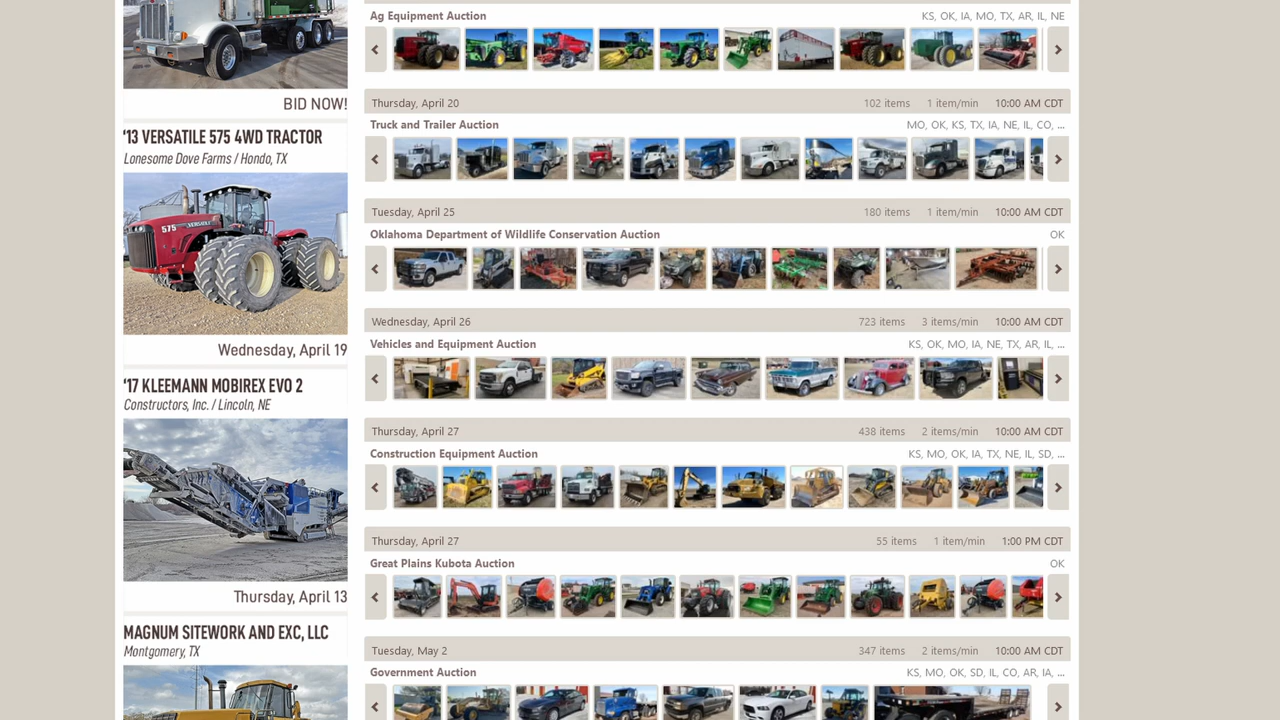 BID NOW!
'13 VERSATILE 575 4WD TRACTOR
Lonesome Dove Farms / Hondo, TX
575 VERSATILE
Wednesday, April 19
'17 KLEEMANN MOBIREX EVO 2
Constructors, Inc. / Lincoln, NE
Thursday, April 13
MAGNUM SITEWORK AND EXC, LLC
Montgomery, TX
Ag Equipment Auction KS, OK, IA, MO, TX, AR, IL, NE
Thursday, April 20 102 items 1 item/min 10:00 AM CDT
Truck and Trailer Auction MO, OK, KS, TX, IA, NE, IL, CO, ...
Tuesday, April 25 180 items 1 item/min 10:00 AM CDT
Oklahoma Department of Wildlife Conservation Auction OK
Wednesday, April 26 723 items 3 items/min 10:00 AM CDT
Vehicles and Equipment Auction KS, OK, MO, IA, NE, TX, AR, IL, ...
Thursday, April 27 438 items 2 items/min 10:00 AM CDT
Construction Equipment Auction KS, MO, OK, IA, TX, NE, IL, SD, ...
Thursday, April 27 55 items 1 item/min 1:00 PM CDT
Great Plains Kubota Auction OK
Tuesday, May 2 347 items 2 items/min 10:00 AM CDT
Government Auction KS, MO, OK, SD, IL, CO, AR, IA, ...